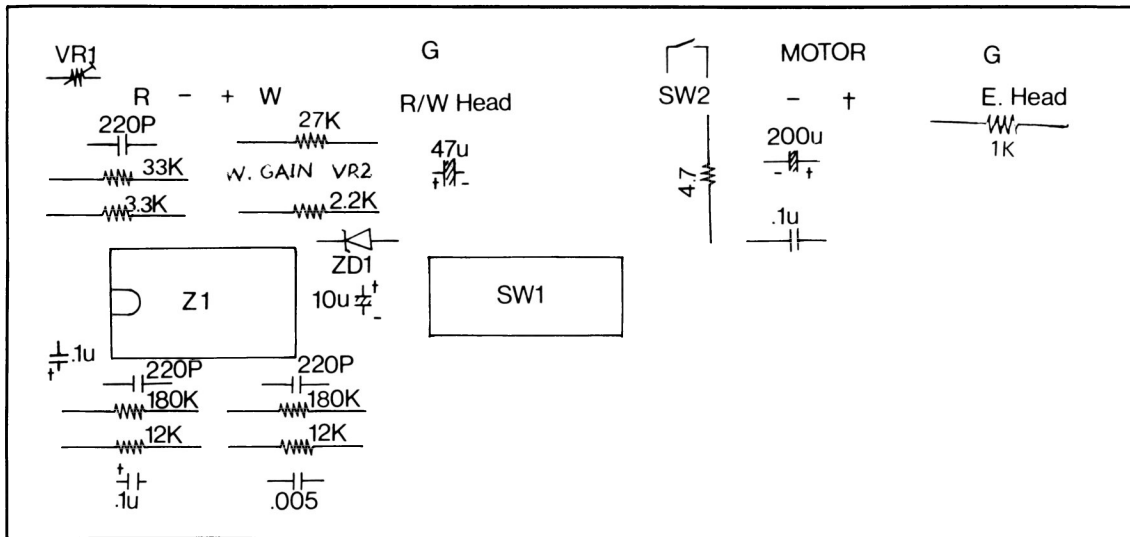 VR1
G
MOTOR
G
R - + W
R/W Head
SW2
- +
E. Head
220P
27K
47u
+ -
200u
- +
1K
33K
W. GAIN VR2
4.7
3.3K
2.2K
.1u
ZD1
Z1
10u
+
-
SW1
.1u
+
220P
220P
180K
180K
12K
12K
+
.1u
.005